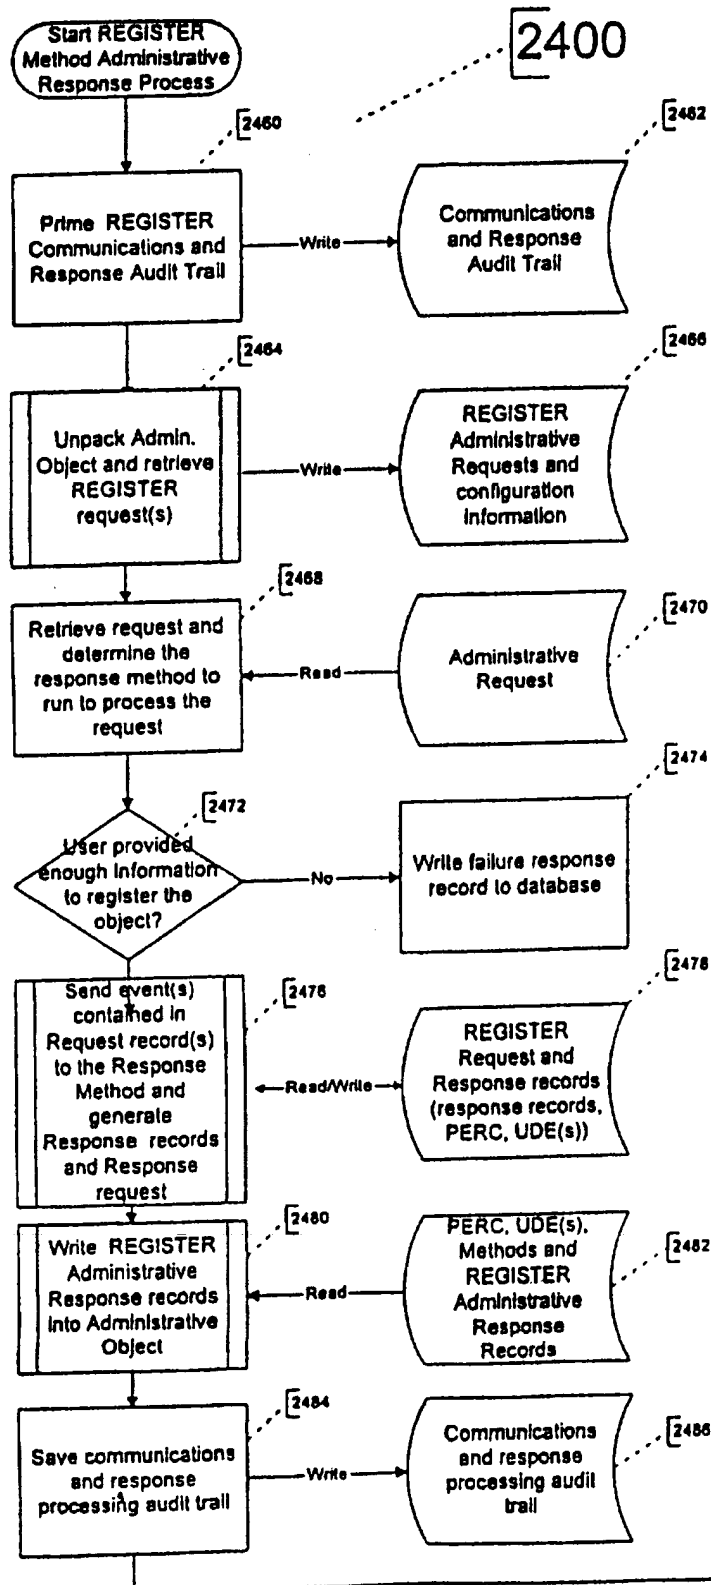 Start REGISTER
Method Administrative
Response Process
2400
2460
2462
Prime REGISTER
Communications and
Response Audit Trail
Write
Communications
and Response
Audit Trail
2464
2466
Unpack Admin.
Object and retrieve
REGISTER
request(s)
Write
REGISTER
Administrative
Requests and
configuration
Information
2468
2470
Retrieve request and
determine the
response method to
run to process the
request
Read
Administrative
Request
2472
2474
User provided
enough information
to register the
object?
No
Write failure response
record to database
2476
2478
Send event(s)
contained in
Request record(s)
to the Response
Method and
generate
Response records
and Response
request
Read/Write
REGISTER
Request and
Response records
(response records,
PERC, UDE(s))
2480
2482
Write REGISTER
Administrative
Response records
into Administrative
Object
Read
PERC, UDE(s),
Methods and
REGISTER
Administrative
Response
Records
2484
2486
Save communications
and response
processing audit trail
Write
Communications
and response
processing audit
trail